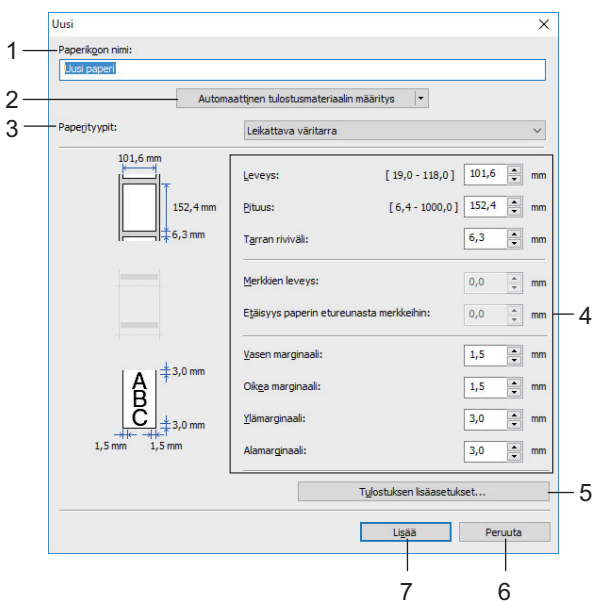 Uusi
1
Paperikoon nimi:
Uusi paperi
2
Automaattinen tulostusmateriaalin määritys
3
Paperityypit:
Leikattava väritarra
101,6 mm
152,4 mm
6,3 mm
Leveys: [ 19,0 - 118,0 ] 101,6 mm
Pituus: [ 6,4 - 1000,0 ] 152,4 mm
Tarran riviväli: 6,3 mm
Merkkien leveys: 0,0 mm
Etäisyys paperin etureunasta merkkeihin: 0,0 mm
4
Vasen marginaali: 1,5 mm
Oikea marginaali: 1,5 mm
Ylämarginaali: 3,0 mm
Alamarginaali: 3,0 mm
3,0 mm
A
B
C
3,0 mm
1,5 mm 1,5 mm
Tulostuksen lisäasetukset...
5
Lisää
Peruuta
7
6